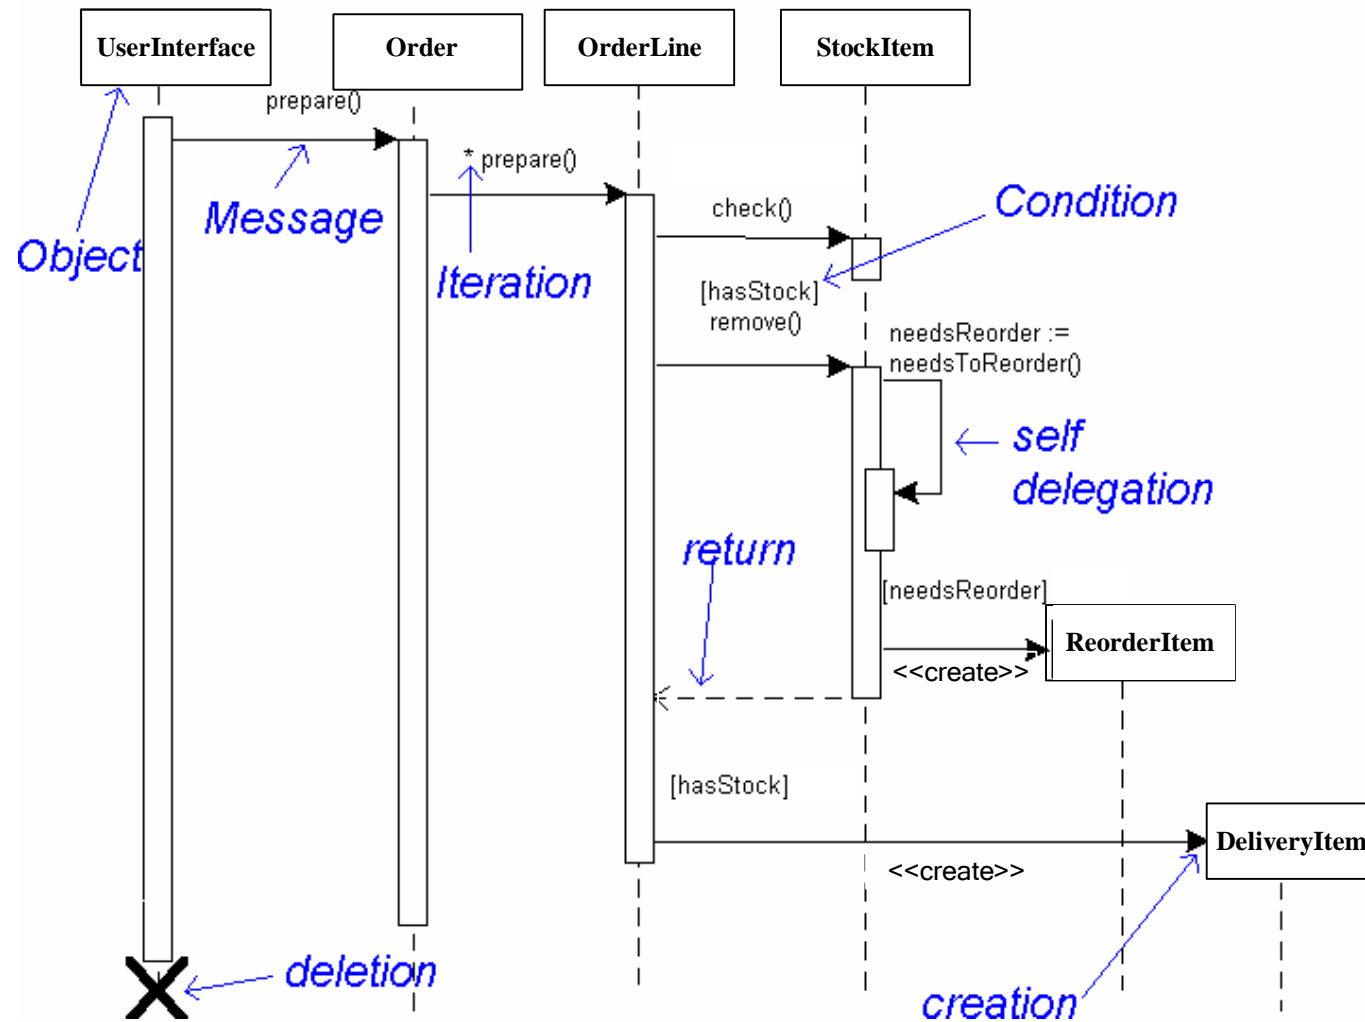 UserInterface
Order
OrderLine
StockItem
prepare()
* prepare()
Message
Object
Iteration
check()
Condition
[hasStock]
remove()
needsReorder :=
needsToReorder()
self
delegation
return
[needsReorder]
ReorderItem
<<create>>
[hasStock]
DeliveryItem
<<create>>
deletion
creation